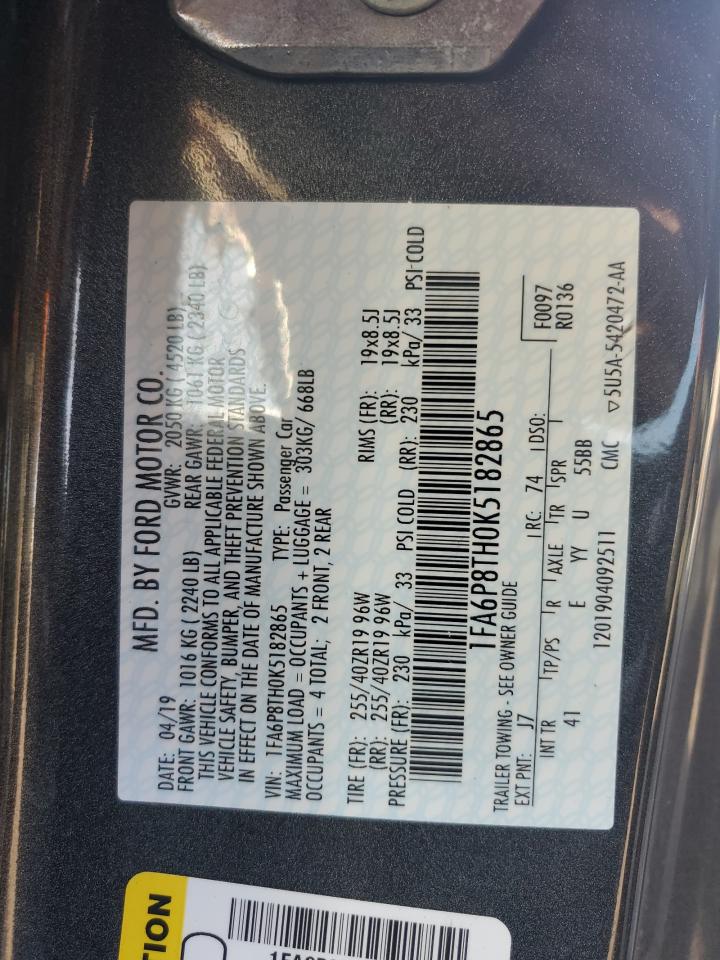 MFD. BY FORD MOTOR CO.
DATE: 04/19 GVWR: 2050 KG ( 4520 LB)
FRONT GAWR: 1016 KG ( 2240 LB) REAR GAWR: 1061 KG ( 2340 LB)
THIS VEHICLE CONFORMS TO ALL APPLICABLE FEDERAL MOTOR
VEHICLE SAFETY, BUMPER, AND THEFT PREVENTION STANDARDS
IN EFFECT ON THE DATE OF MANUFACTURE SHOWN ABOVE.
VIN: 1FA6P8TH0K5182865 TYPE: Passenger Car
MAXIMUM LOAD = OCCUPANTS + LUGGAGE = 303KG/ 668LB
OCCUPANTS = 4 TOTAL; 2 FRONT, 2 REAR
TIRE (FR): 255/40ZR19 96W RIMS (FR): 19x8.5J
(RR): 255/40ZR19 96W (RR): 19x8.5J
PRESSURE (FR): 230 kPa/ 33 PSI COLD (RR): 230 kPa/ 33 PSI COLD
1FA6P8TH0K5182865
TRAILER TOWING - SEE OWNER GUIDE
EXT PNT: J7 RC: 74 DSO: F0097
R0136
INT TR TP/PS R AXLE TR SPR
41 E YY U 55BB
1201904092511 CMC ▽5U5A-5420472-AA
TION